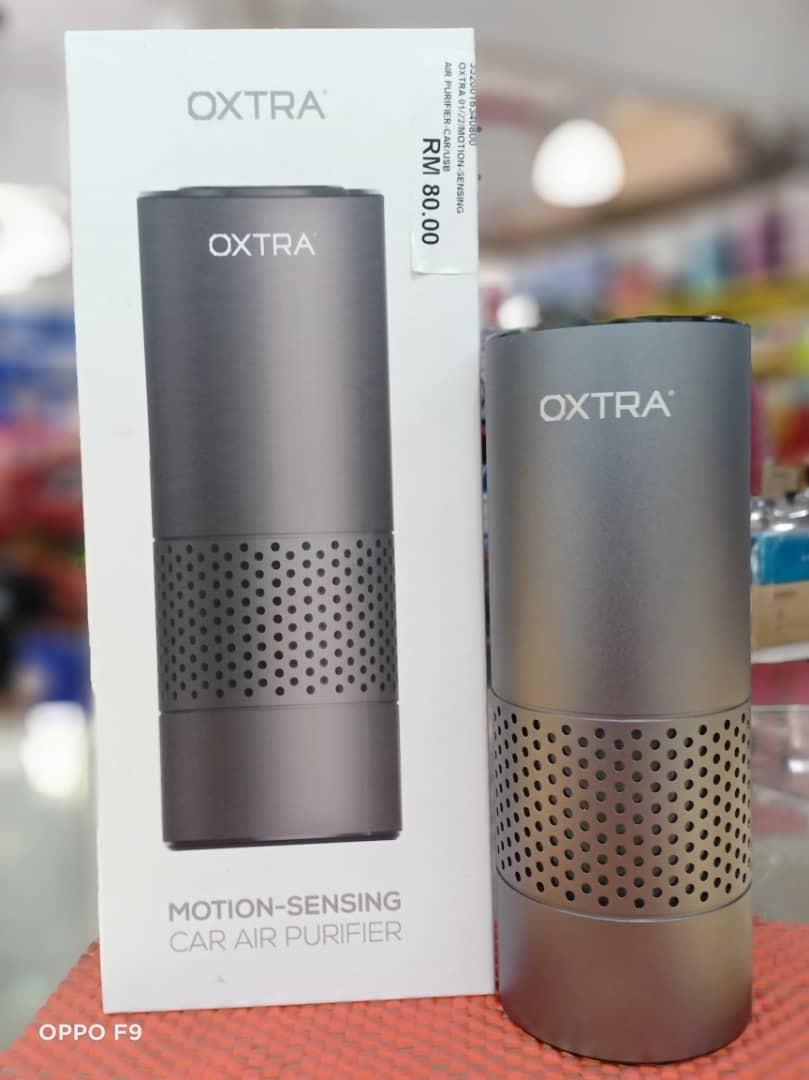 OXTRA
OXTRA
OXTRA 01/22/MOTION-SENSING
AIR PURIFIER-CAR/USB
RM 80.00
OXTRA
MOTION-SENSING
CAR AIR PURIFIER
OPPO F9